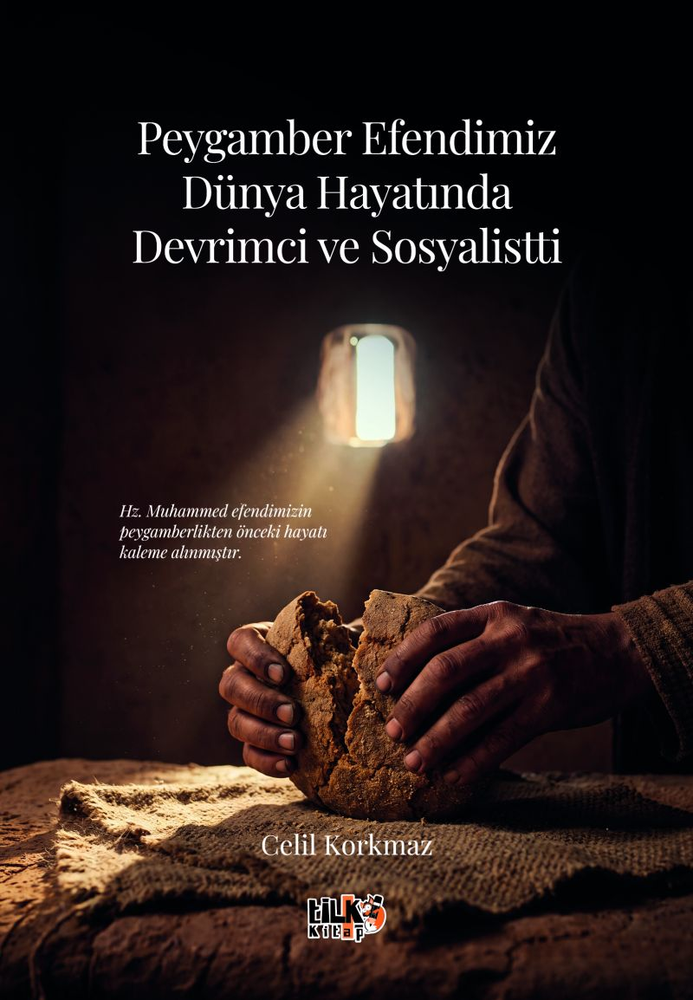 Peygamber Efendimiz
Dünya Hayatında
Devrimci ve Sosyalistti
Hz. Muhammed efendimizin
peygamberlikten önceki hayatı
kaleme alınmıştır.
Celil Korkmaz
tilki
Kitap